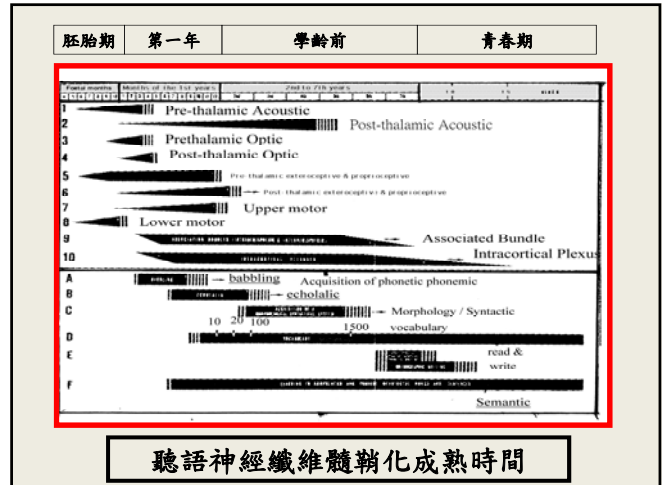 胚胎期 第一年 學齡前 青春期
Months of the 1st years 2nd to 7th years
1 Pre-thalamic Acoustic
2 Post-thalamic Acoustic
3 Prethalamic Optic
4 Post-thalamic Optic
5 Pre-thalamic exteroceptive & proprioceptive
6 Post-thalamic exteroceptive & proprioceptive
7 Upper motor
8 Lower motor
9 Associated Bundle
10 Intracortical Plexus
A babbling Acquisition of phonetic phonemic
B echolalic
C Morphology / Syntactic
10 20 100 1500 vocabulary
D
E read &
write
F
Semantic
聽語神經纖維髓鞘化成熟時間